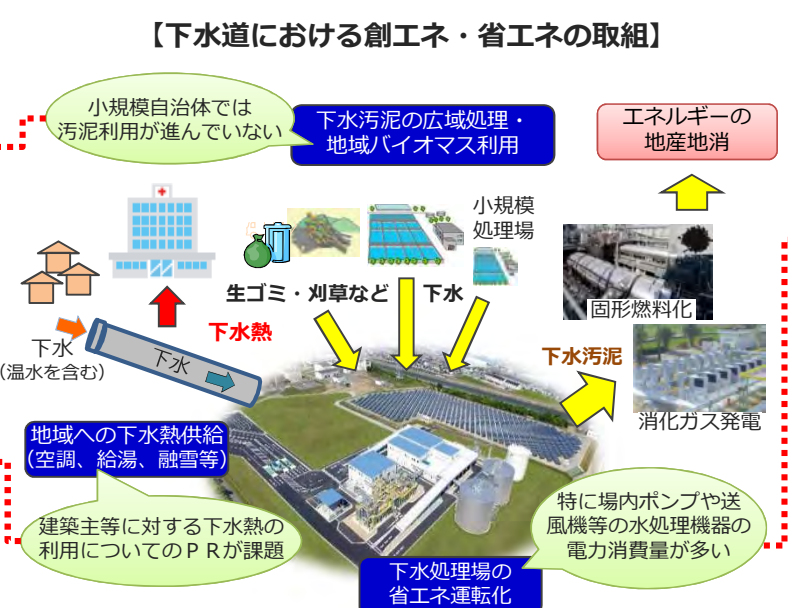 【下水道における創エネ・省エネの取組】
小規模自治体では
汚泥利用が進んでいない
下水汚泥の広域処理・
地域バイオマス利用
エネルギーの
地産地消
小規模
処理場
生ゴミ・刈草など
下水
固形燃料化
下水熱
下水
(温水を含む)
下水
下水汚泥
消化ガス発電
地域への下水熱供給
(空調、給湯、融雪等)
建築主等に対する下水熱の
利用についてのＰＲが課題
特に場内ポンプや送
風機等の水処理機器の
電力消費量が多い
下水処理場の
省エネ運転化